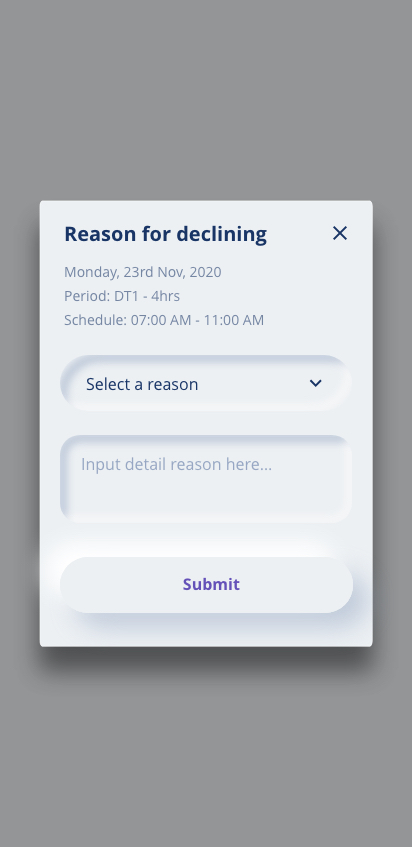 Reason for declining
Monday, 23rd Nov, 2020
Period: DT1 - 4hrs
Schedule: 07:00 AM - 11:00 AM
Select a reason
Input detail reason here...
Submit